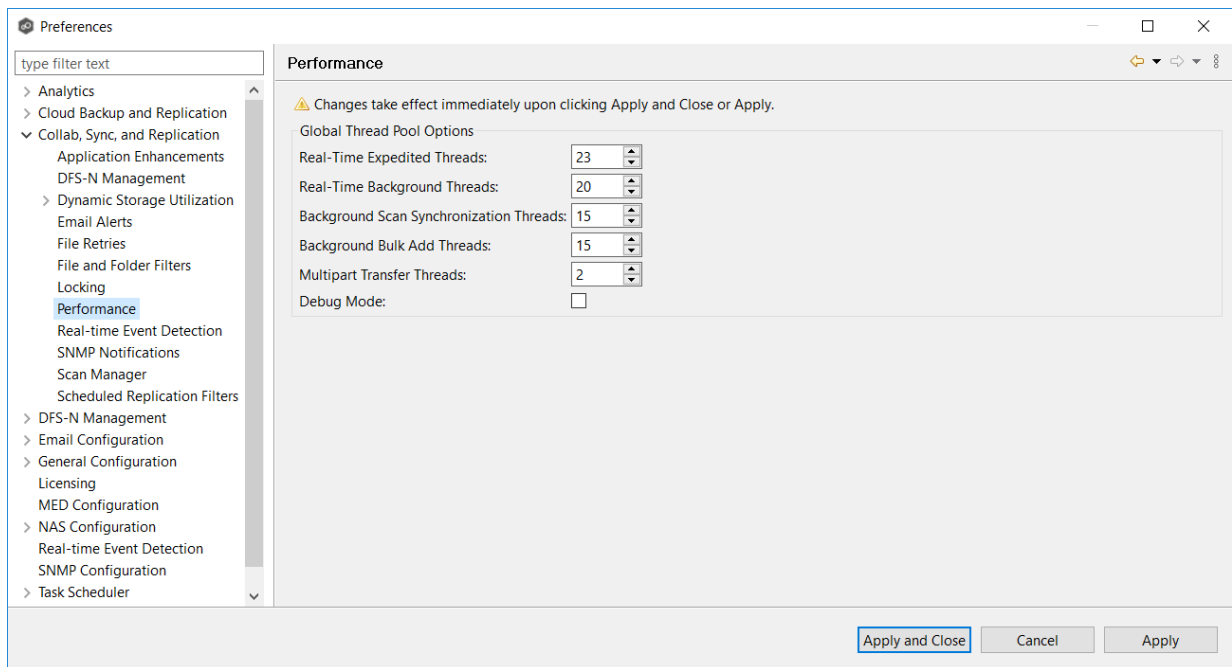 Preferences
type filter text
Analytics
Cloud Backup and Replication
Collab, Sync, and Replication
Application Enhancements
DFS-N Management
Dynamic Storage Utilization
Email Alerts
File Retries
File and Folder Filters
Locking
Performance
Real-time Event Detection
SNMP Notifications
Scan Manager
Scheduled Replication Filters
DFS-N Management
Email Configuration
General Configuration
Licensing
MED Configuration
NAS Configuration
Real-time Event Detection
SNMP Configuration
Task Scheduler
Performance
Changes take effect immediately upon clicking Apply and Close or Apply.
Global Thread Pool Options
Real-Time Expedited Threads: 23
Real-Time Background Threads: 20
Background Scan Synchronization Threads: 15
Background Bulk Add Threads: 15
Multipart Transfer Threads: 2
Debug Mode:
Apply and Close Cancel Apply